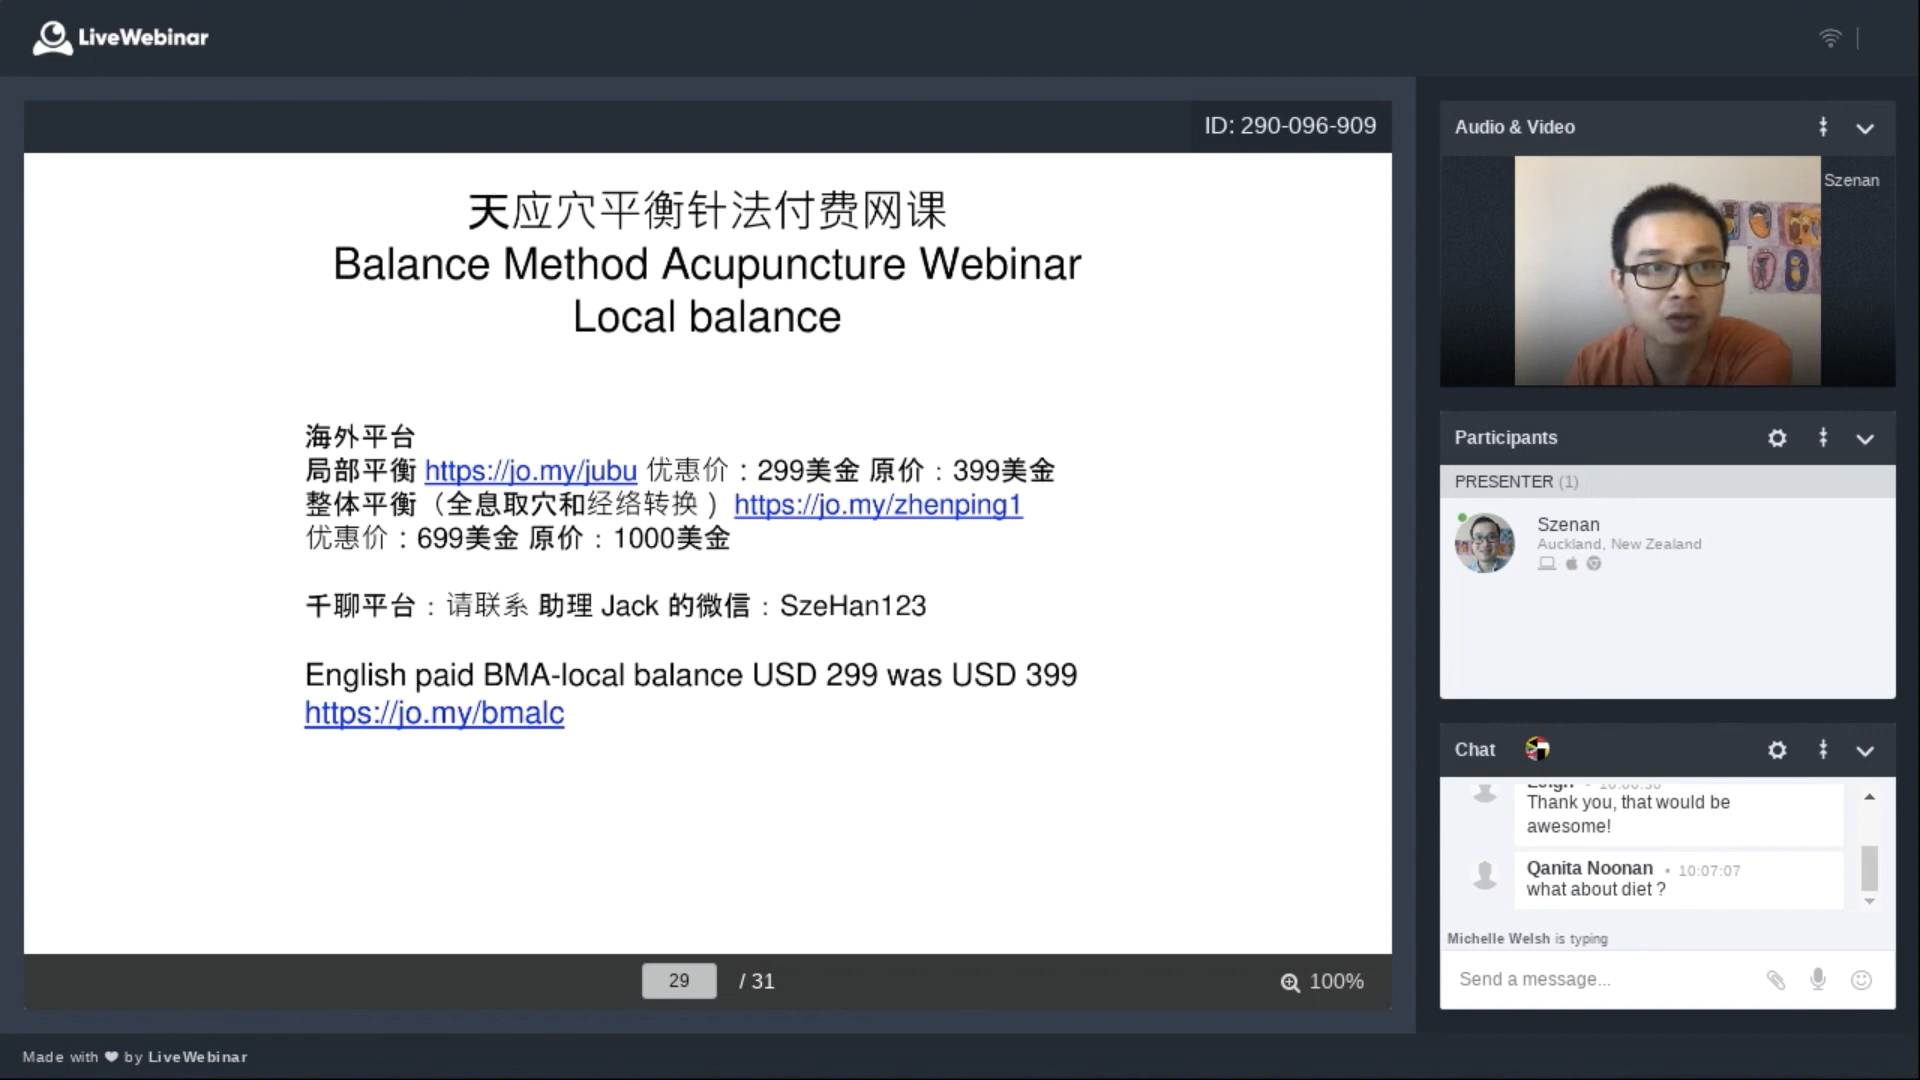 LiveWebinar
ID: 290-096-909
天应穴平衡针法付费网课
Balance Method Acupuncture Webinar
Local balance
海外平台
局部平衡 https://jo.my/jubu 优惠价：299美金 原价：399美金
整体平衡（全息取穴和经络转换 ）https://jo.my/zhenping1
优惠价：699美金 原价：1000美金
千聊平台：请联系 助理 Jack 的微信：SzeHan123
English paid BMA-local balance USD 299 was USD 399
https://jo.my/bmalc
29 / 31
100%
Audio & Video
Szenan
Participants
PRESENTER (1)
Szenan
Auckland, New Zealand
Chat
Thank you, that would be
awesome!
Qanita Noonan • 10:07:07
what about diet ?
Michelle Welsh is typing
Send a message...
Made with ❤ by LiveWebinar